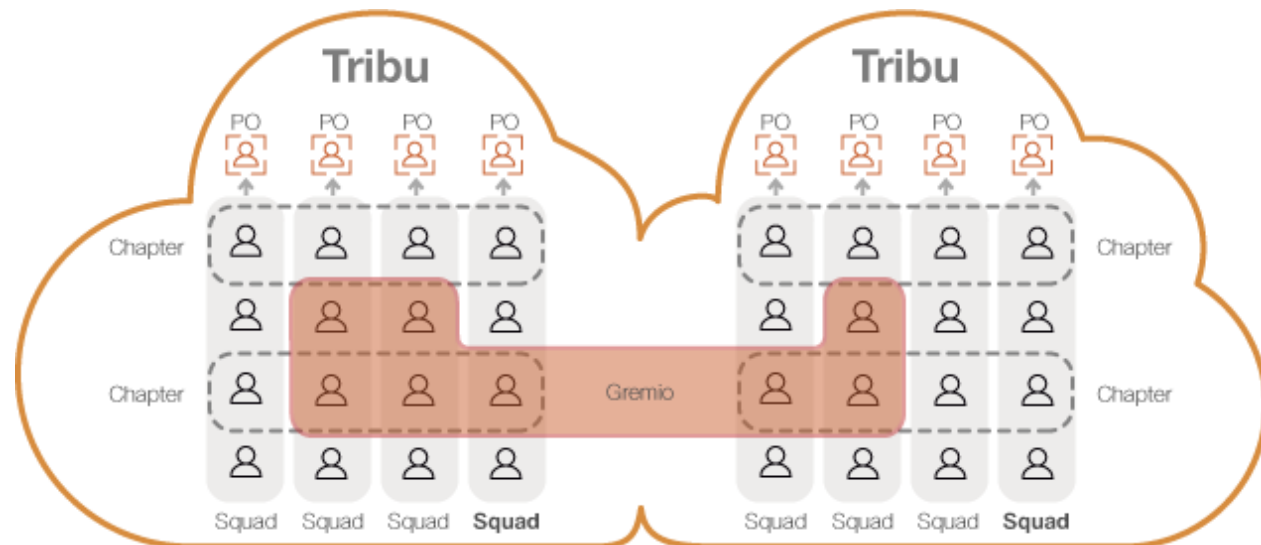 Tribu Tribu
PO PO PO PO PO PO PO PO
Chapter Chapter
Chapter Gremio Chapter
Squad Squad Squad Squad Squad Squad Squad Squad